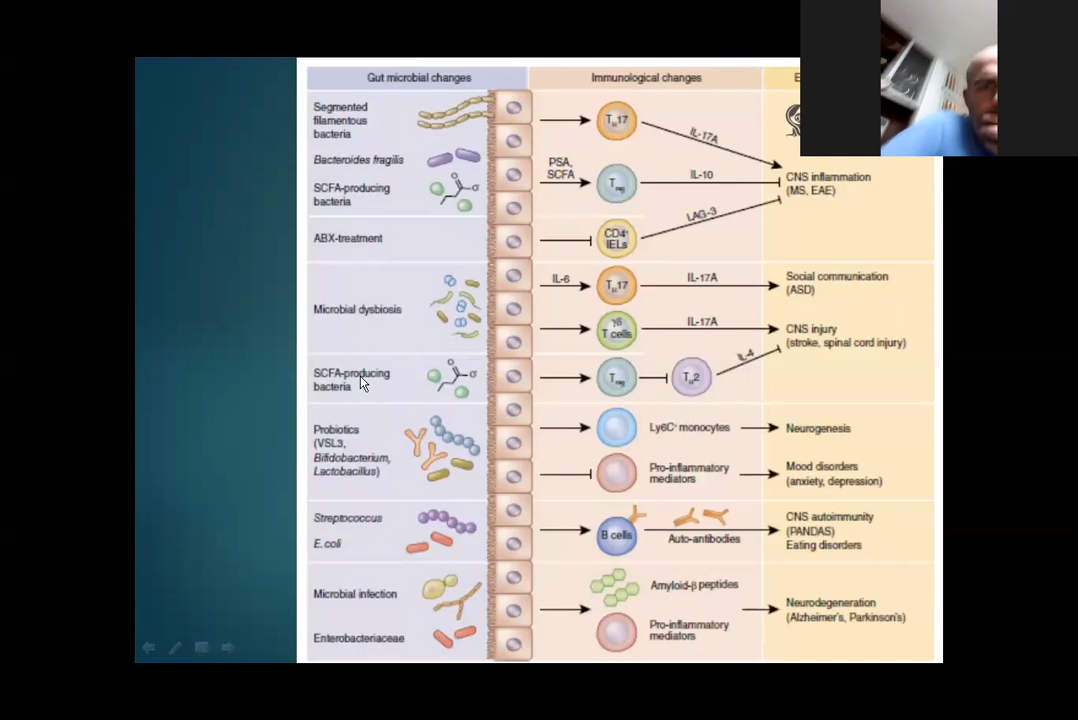 Gut microbial changes
Immunological changes
Segmented
filamentous
bacteria
Bacteroides fragilis
SCFA-producing
bacteria
ABX-treatment
Microbial dysbiosis
SCFA-producing
bacteria
Probiotics
(VSL3,
Bifidobacterium,
Lactobacillus)
Streptococcus
E.coli
Microbial infection
Enterobacteriaceae
TH17
IL-17A
PSA,
SCFA
Treg
IL-10
LAG-3
CD4+
IELs
IL-6
TH17
IL-17A
γδ
T cells
IL-17A
Treg
TH2
IL-4
Ly6C+ monocytes
Pro-inflammatory
mediators
B cells
Auto-antibodies
Amyloid-β peptides
Pro-inflammatory
mediators
CNS inflammation
(MS, EAE)
Social communication
(ASD)
CNS injury
(stroke, spinal cord injury)
Neurogenesis
Mood disorders
(anxiety, depression)
CNS autoimmunity
(PANDAS)
Eating disorders
Neurodegeneration
(Alzheimer's, Parkinson's)